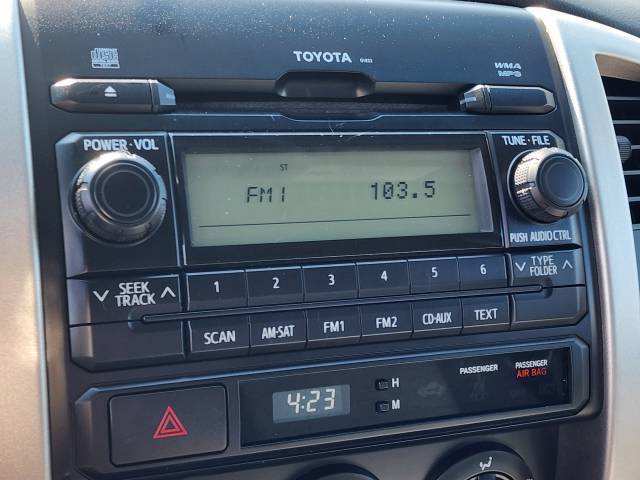 TOYOTA
WMA
MP3
POWER·VOL
TUNE·FILE
ST
FM1 103.5
PUSH AUDIO CTRL
SEEK
TRACK
1 2 3 4 5 6
TYPE
FOLDER
SCAN AM·SAT FM1 FM2 CD·AUX TEXT
4:23
H
M
PASSENGER
PASSENGER
AIR BAG